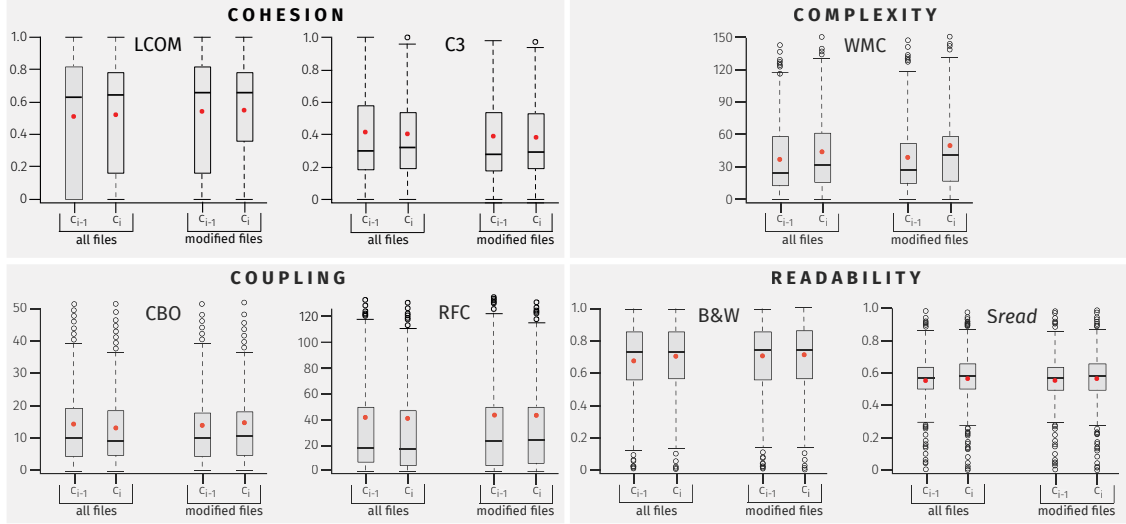 COHESION
LCOM
C3
1.0
0.8
0.6
0.4
0.2
0
1.0
0.8
0.6
0.4
0.2
0
Ci-1 Ci Ci-1 Ci
all files modified files
Ci-1 Ci Ci-1 Ci
all files modified files
COMPLEXITY
WMC
150
120
90
60
30
0
Ci-1 Ci Ci-1 Ci
all files modified files
COUPLING
CBO
RFC
50
40
30
20
10
0
120
100
80
60
40
20
0
Ci-1 Ci Ci-1 Ci
all files modified files
Ci-1 Ci Ci-1 Ci
all files modified files
READABILITY
B&W
Sread
1.0
0.8
0.6
0.4
0.2
0
1.0
0.8
0.6
0.4
0.2
0
Ci-1 Ci Ci-1 Ci
all files modified files
Ci-1 Ci Ci-1 Ci
all files modified files